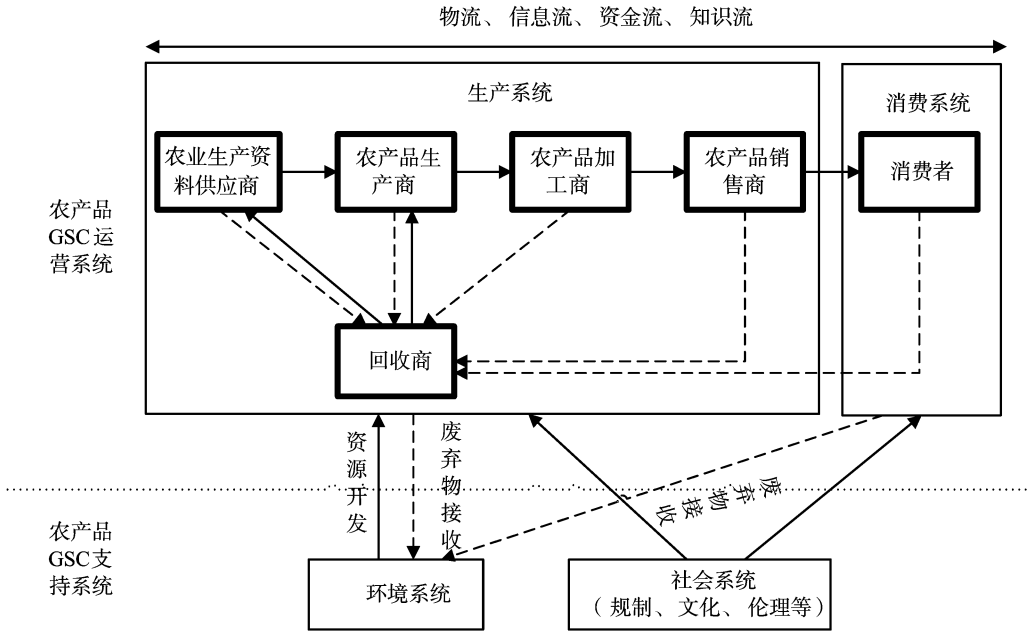 物流、信息流、资金流、知识流
生产系统
消费系统
农业生产资
料供应商
农产品生
产商
农产品加
工商
农产品销
售商
消费者
农产品
GSC运
营系统
回收商
资源开发
废弃物接收
废弃物接收
农产品
GSC支
持系统
环境系统
社会系统
（规制、文化、伦理等）